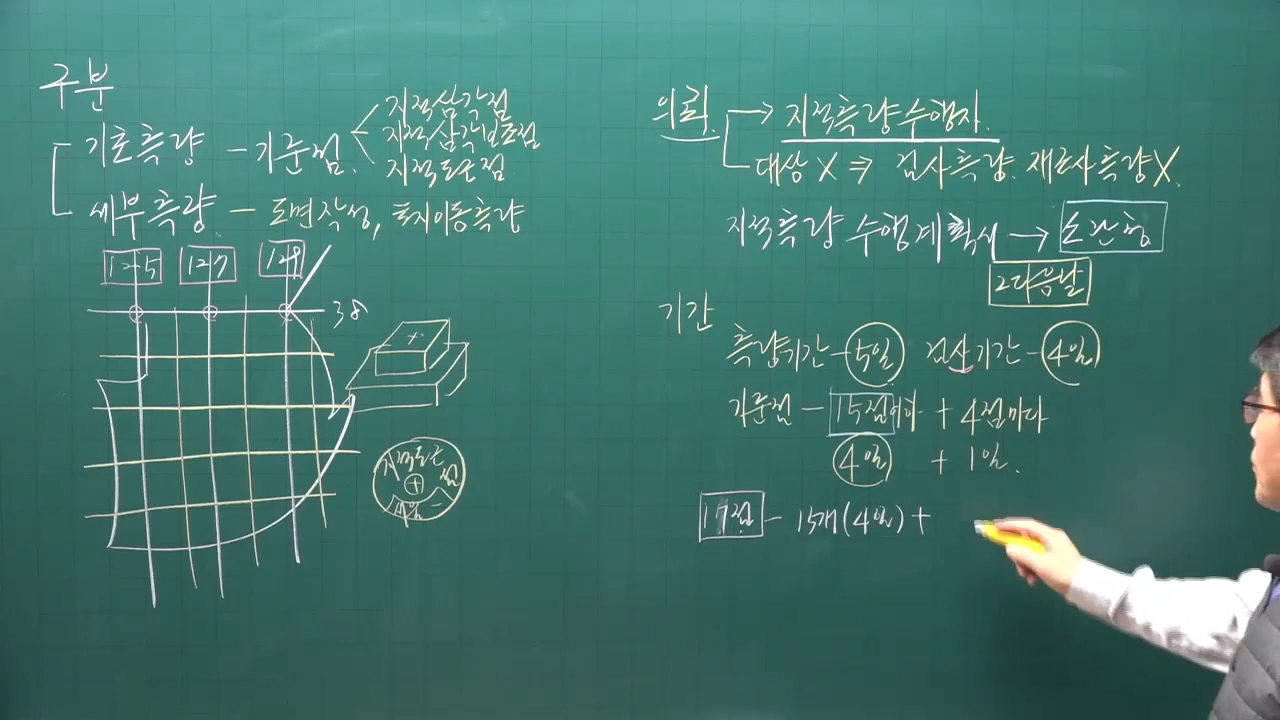 구분
기초측량 - 기준점.
지적삼각점
지적삼각보조점
지적도근점
세부측량 - 도면작성, 토지이동측량
125 127 129
38
+
지적도근점
+
의뢰 → 지적측량수행자.
대상 X ⇒ 검사측량. 재조사측량 X.
지적측량 수행계획서 → 소관청
2다음날
기간
측량기간 - 5일 검사기간 - 4일
기준점 - 15점이하 + 4점마다
4일 + 1일.
17점 - 15개(4일) +